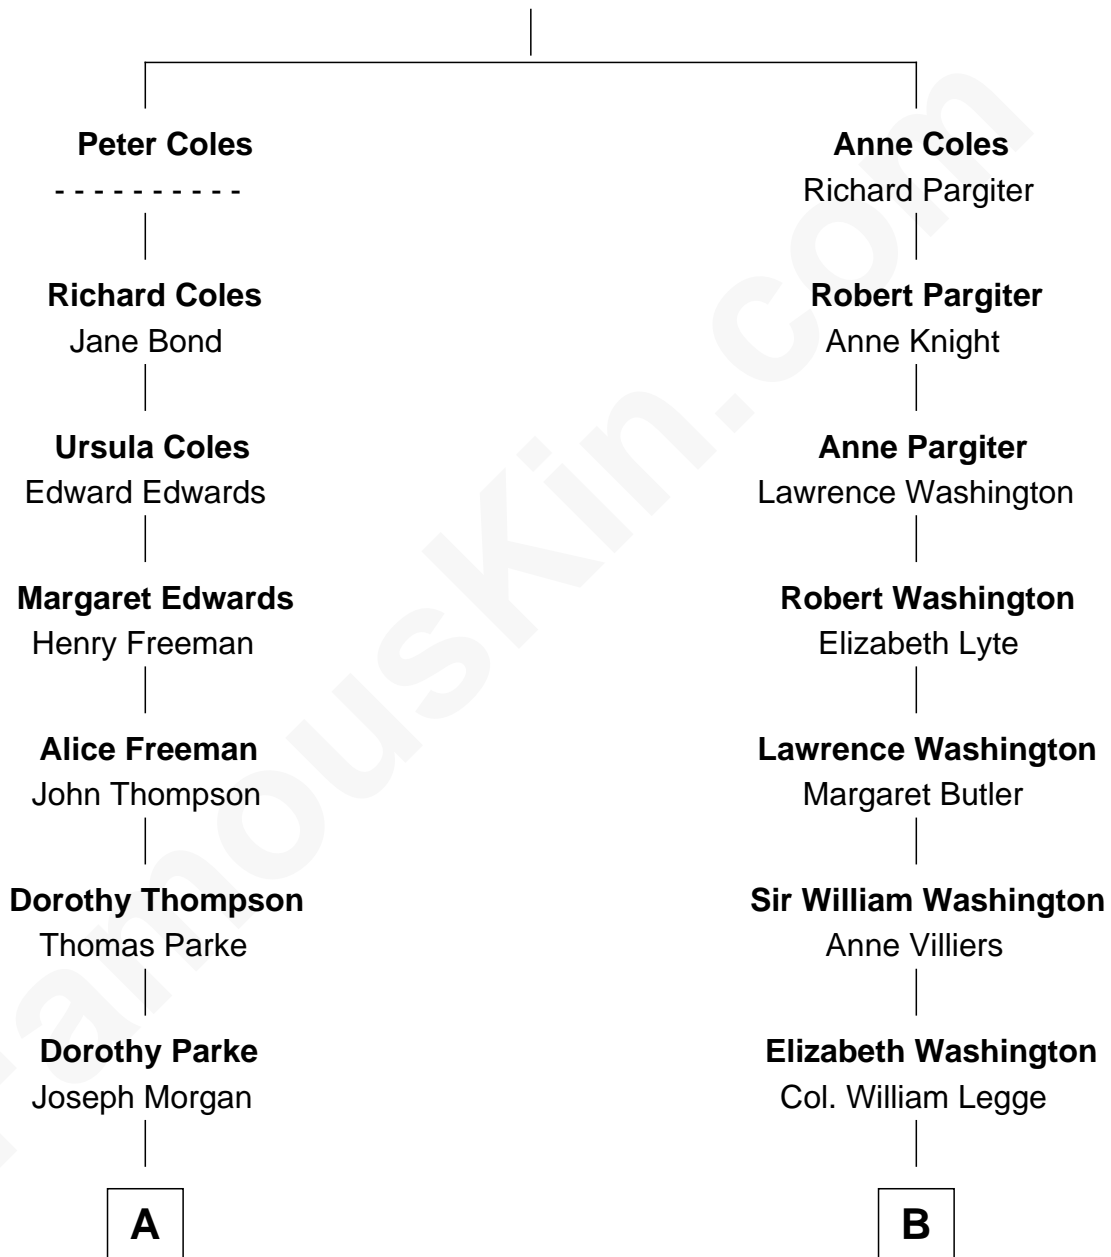 Peter Coles
- - - - - - - - - -
Richard Coles
Jane Bond
Ursula Coles
Edward Edwards
Margaret Edwards
Henry Freeman
Alice Freeman
John Thompson
Dorothy Thompson
Thomas Parke
Dorothy Parke
Joseph Morgan
A
Anne Coles
Richard Pargiter
Robert Pargiter
Anne Knight
Anne Pargiter
Lawrence Washington
Robert Washington
Elizabeth Lyte
Lawrence Washington
Margaret Butler
Sir William Washington
Anne Villiers
Elizabeth Washington
Col. William Legge
B
FamousKin.com